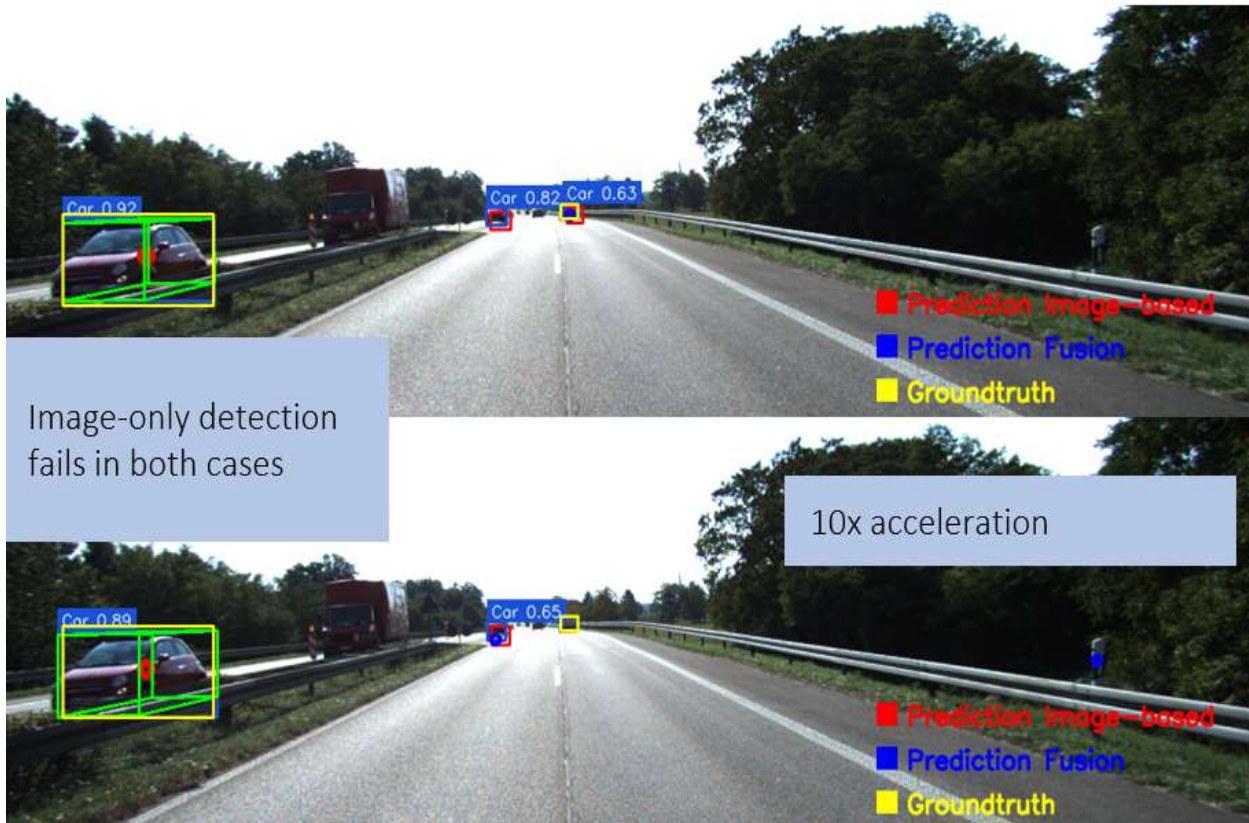 Car 0.92
Car 0.82
Car 0.63
Prediction Image-based
Prediction Fusion
Groundtruth
Image-only detection
fails in both cases
10x acceleration
Car 0.89
Car 0.65
Prediction Image-based
Prediction Fusion
Groundtruth